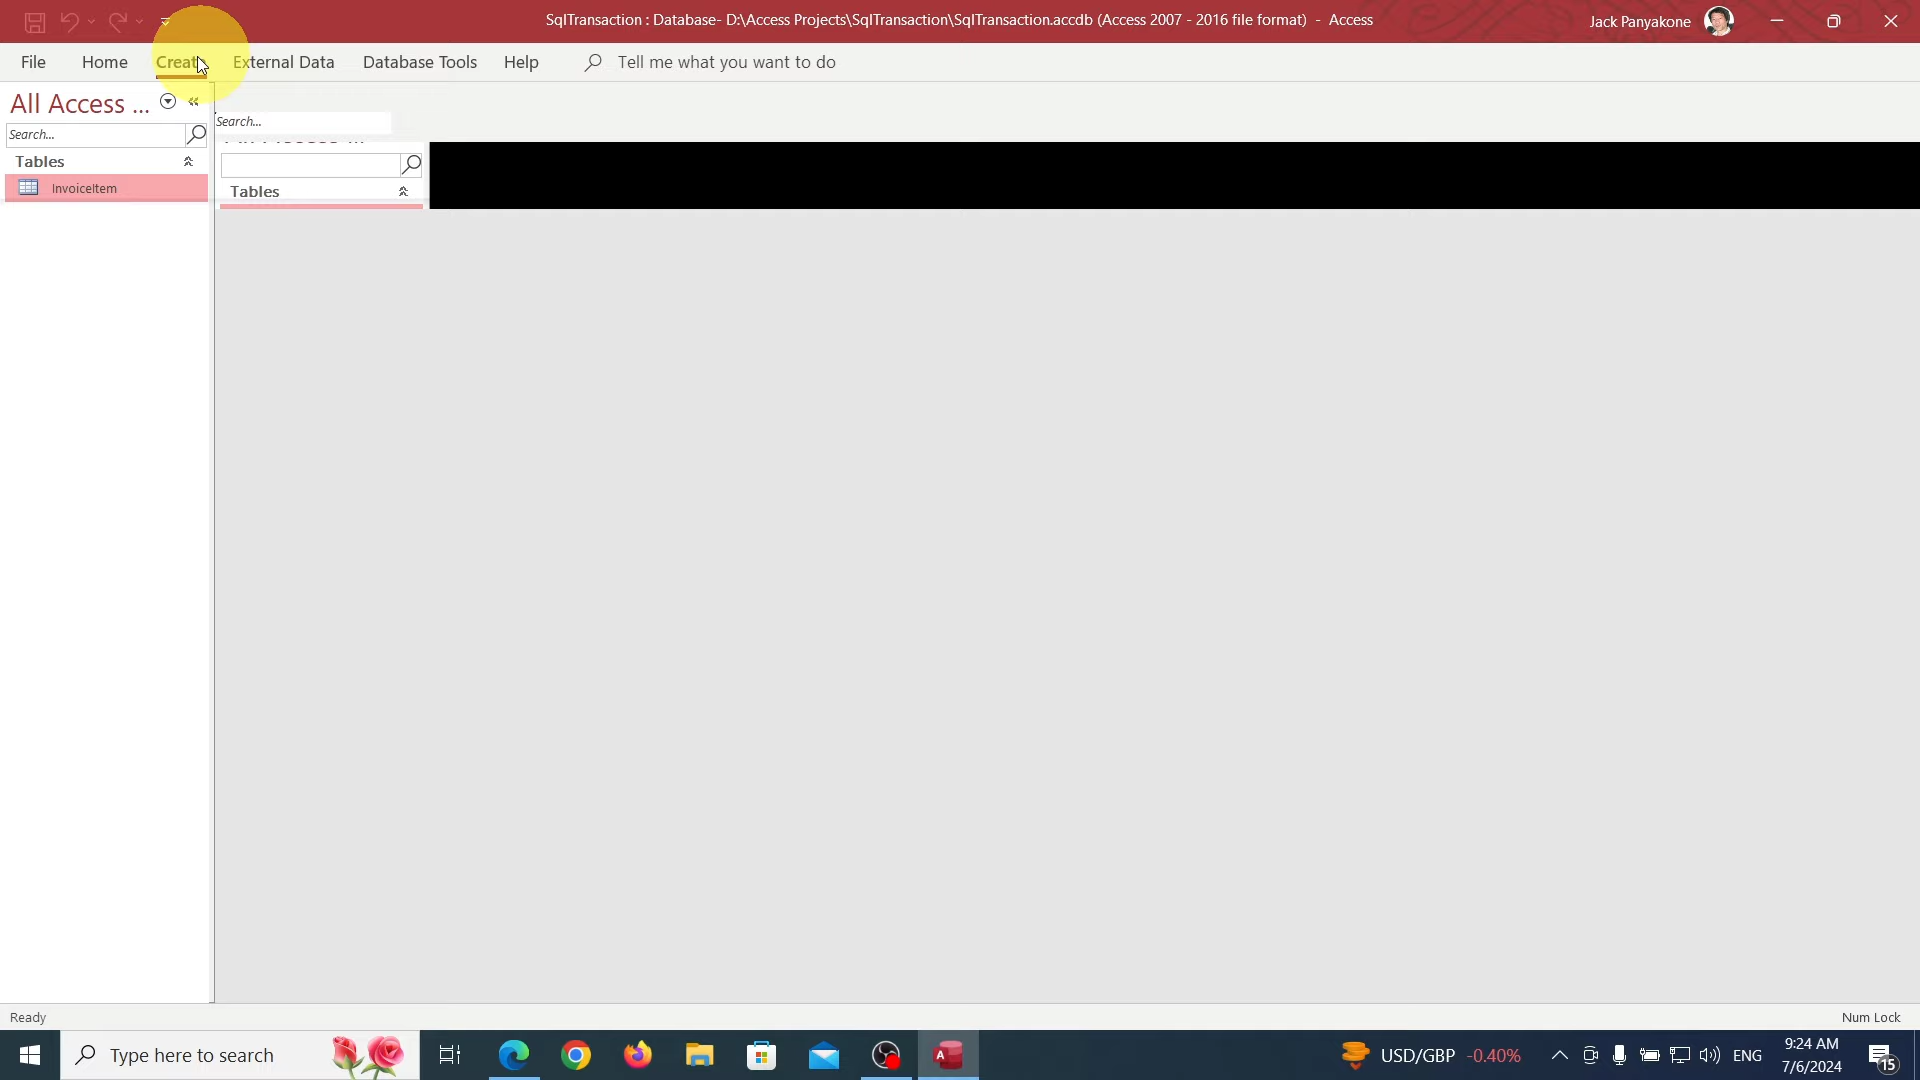 SqlTransaction : Database- D:\Access Projects\SqlTransaction\SqlTransaction.accdb (Access 2007 - 2016 file format) - Access
Jack Panyakone
File Home Create External Data Database Tools Help Tell me what you want to do
All Access ...
Search...
Search...
Tables
Tables
InvoiceItem
Ready
Num Lock
Type here to search
USD/GBP -0.40%
ENG
9:24 AM
7/6/2024
15